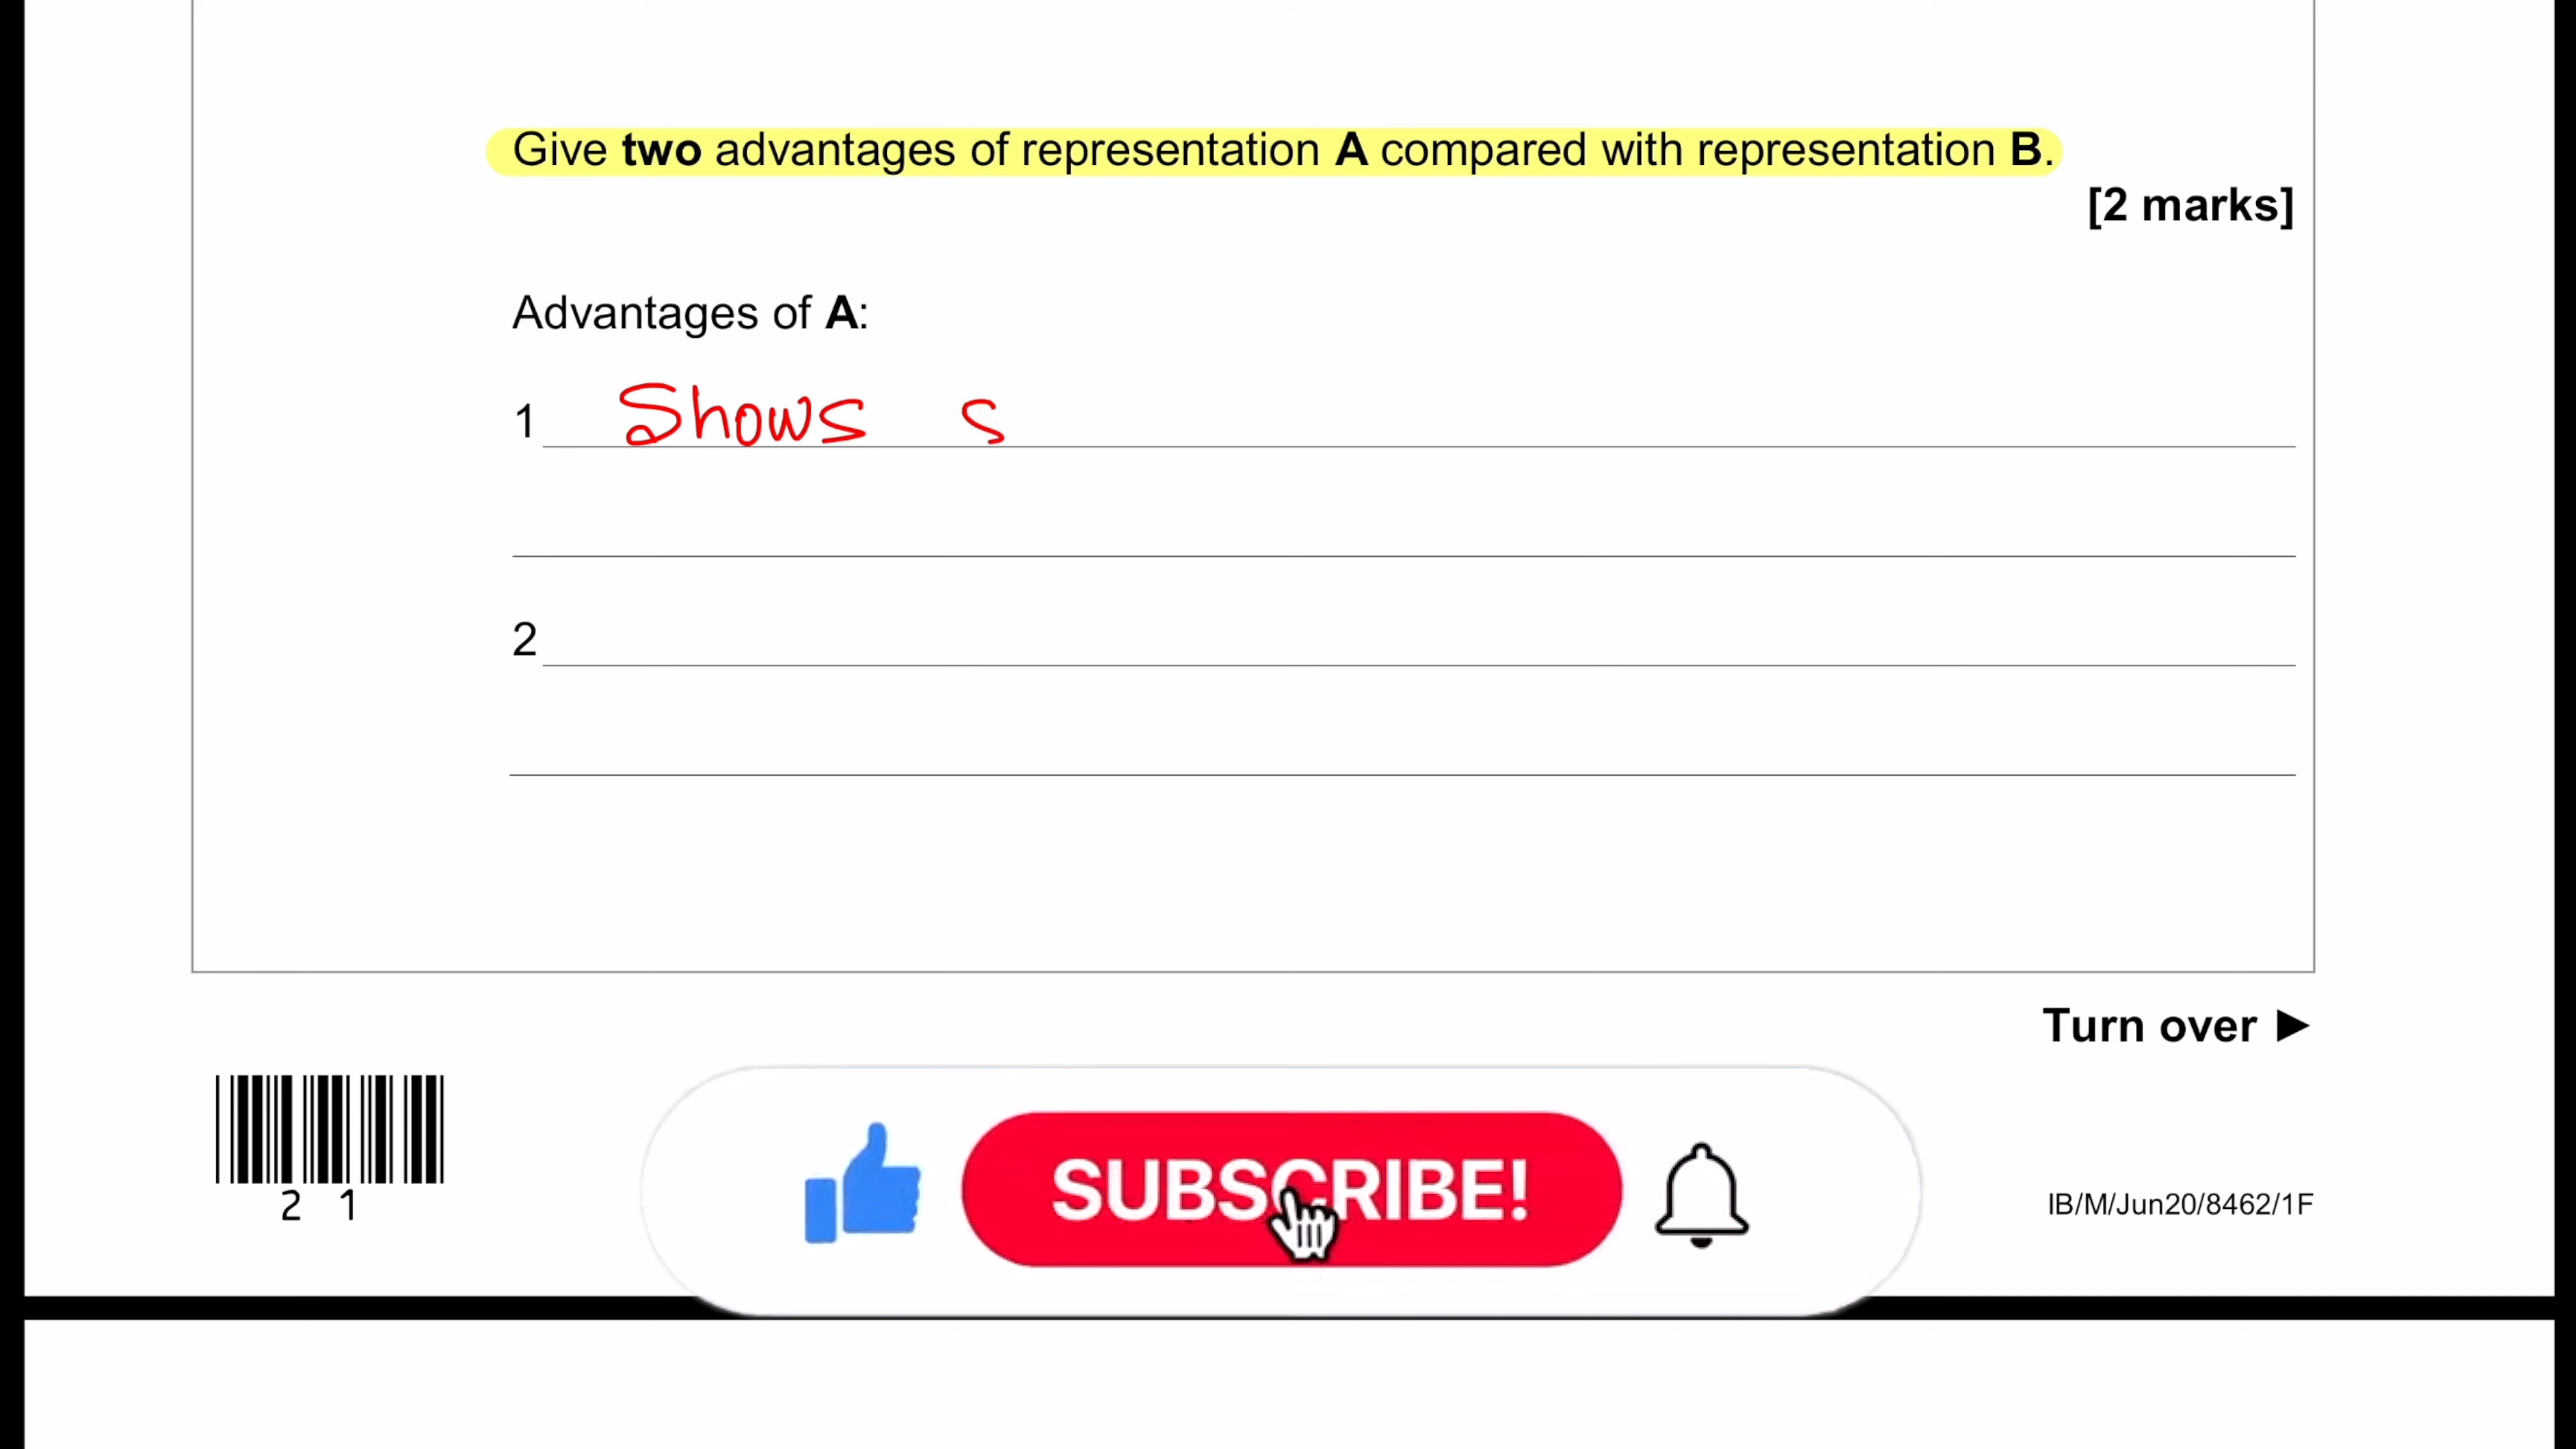 Give two advantages of representation A compared with representation B.
[2 marks]
Advantages of A:
1 Shows s
2
Turn over ►
2 1
SUBSCRIBE!
IB/M/Jun20/8462/1F